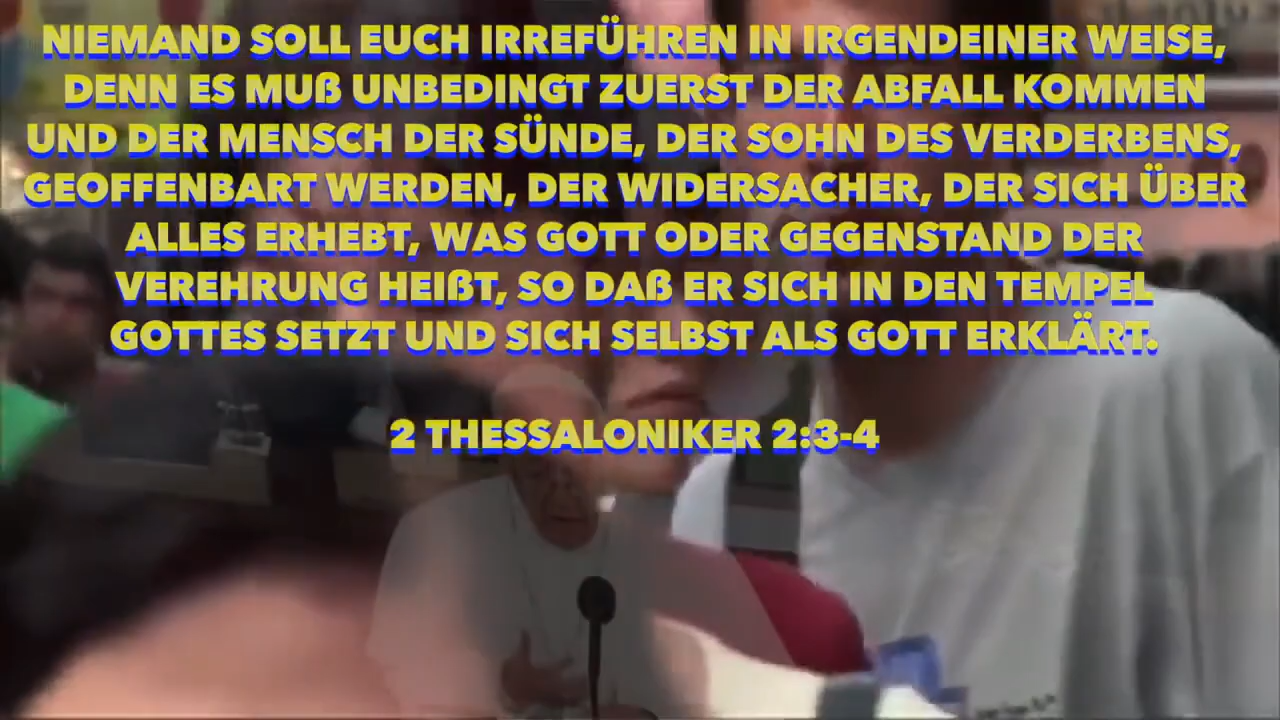 NIEMAND SOLL EUCH IRREFÜHREN IN IRGENDEINER WEISE,
DENN ES MUß UNBEDINGT ZUERST DER ABFALL KOMMEN
UND DER MENSCH DER SÜNDE, DER SOHN DES VERDERBENS,
GEOFFENBART WERDEN, DER WIDERSACHER, DER SICH ÜBER
ALLES ERHEBT, WAS GOTT ODER GEGENSTAND DER
VEREHRUNG HEIßT, SO DAß ER SICH IN DEN TEMPEL
GOTTES SETZT UND SICH SELBST ALS GOTT ERKLÄRT.
2 THESSALONIKER 2:3-4